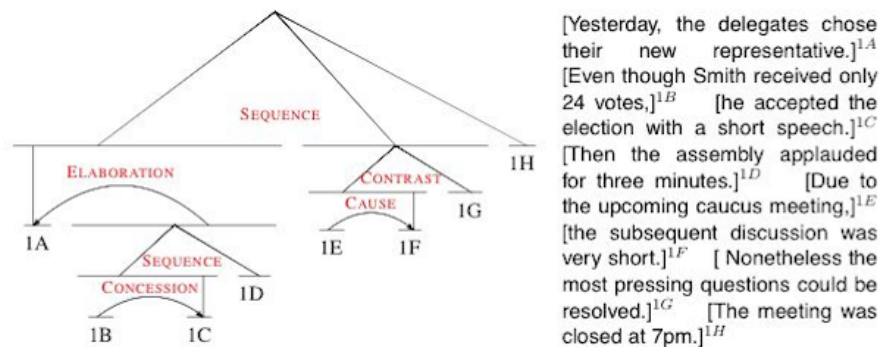 SEQUENCE
1H
ELABORATION
CONTRAST
1A
CAUSE
1G
1E
1F
SEQUENCE
1D
CONCESSION
1B
1C
[Yesterday, the delegates chose
their new representative.]1A
[Even though Smith received only
24 votes,]1B [he accepted the
election with a short speech.]1C
[Then the assembly applauded
for three minutes.]1D [Due to
the upcoming caucus meeting,]1E
[the subsequent discussion was
very short.]1F [ Nonetheless the
most pressing questions could be
resolved.]1G [The meeting was
closed at 7pm.]1H